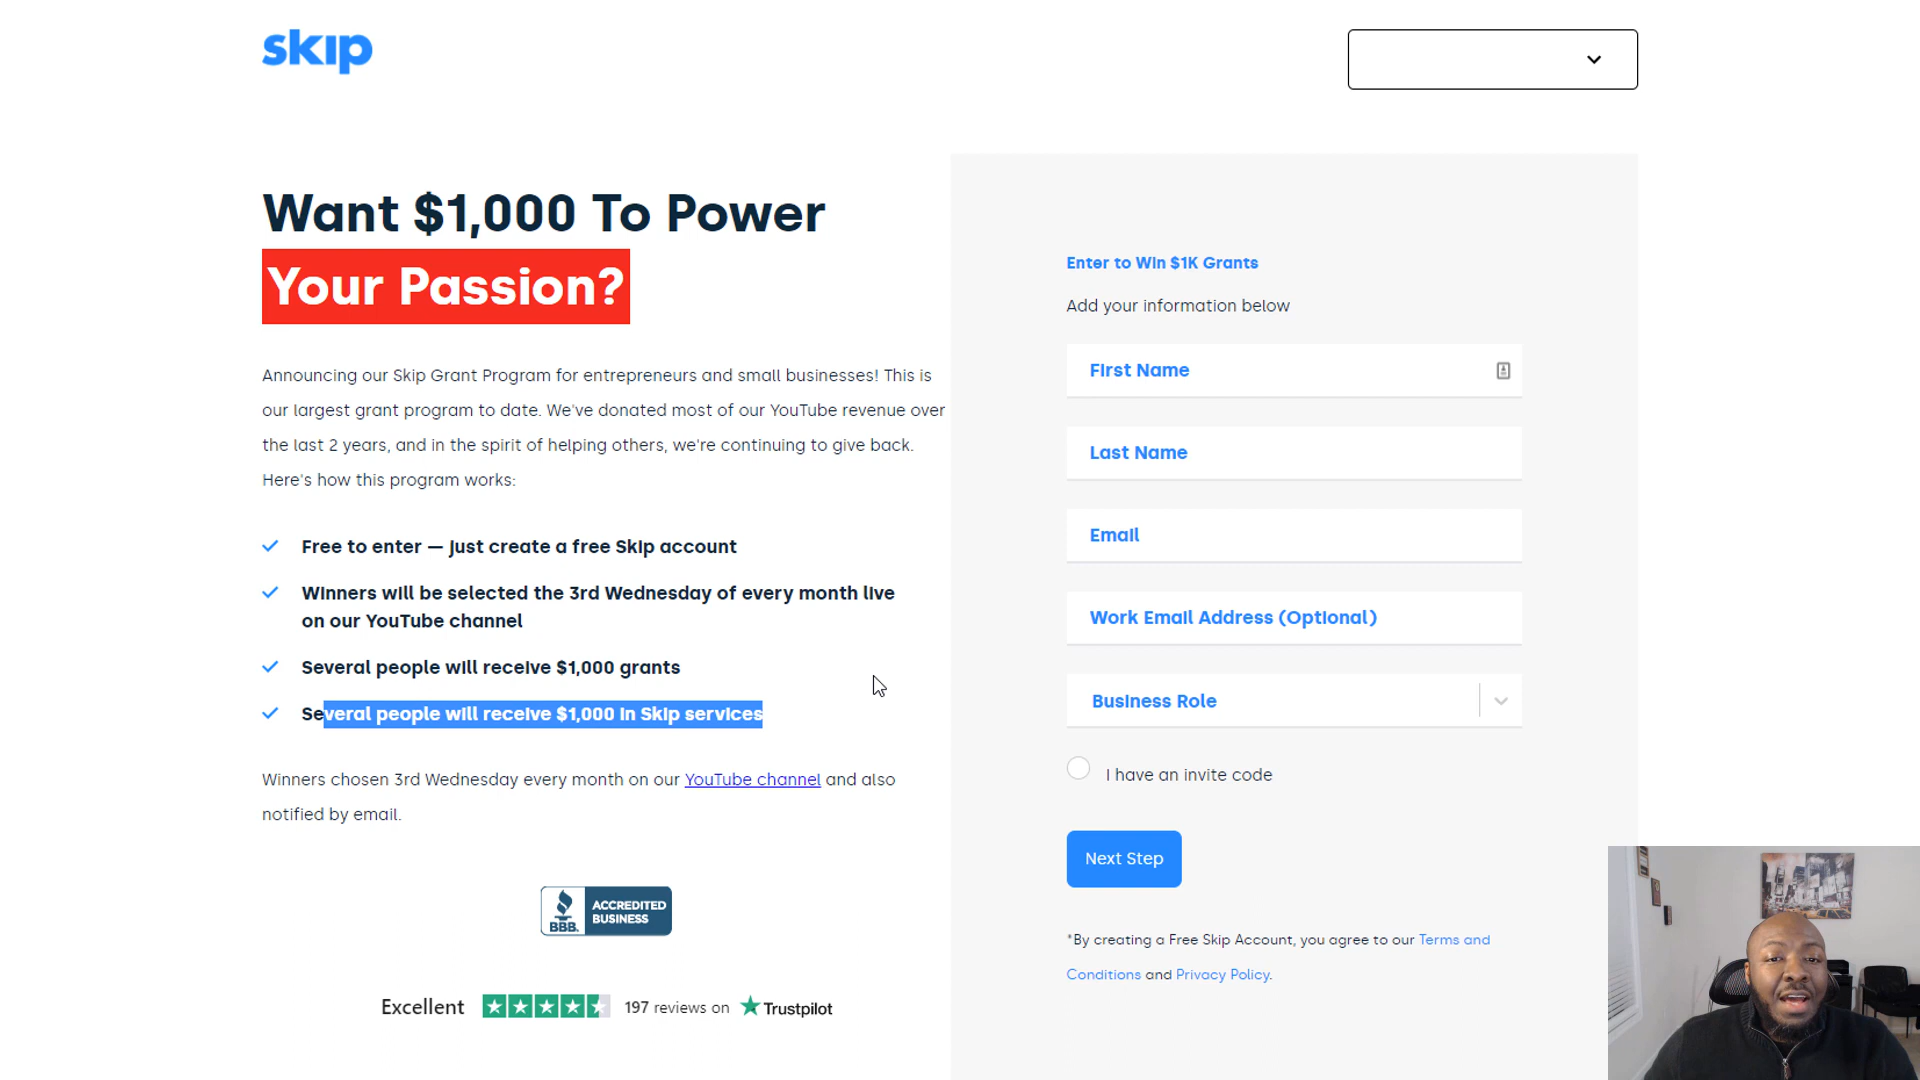 skip
Want $1,000 To Power
Your Passion?
Announcing our Skip Grant Program for entrepreneurs and small businesses! This is
our largest grant program to date. We've donated most of our YouTube revenue over
the last 2 years, and in the spirit of helping others, we're continuing to give back.
Here's how this program works:
Free to enter — just create a free Skip account
Winners will be selected the 3rd Wednesday of every month live
on our YouTube channel
Several people will receive $1,000 grants
Several people will receive $1,000 in Skip services
Winners chosen 3rd Wednesday every month on our YouTube channel and also
notified by email.
BBB.
ACCREDITED
BUSINESS
Excellent 197 reviews on Trustpilot
Enter to Win $1K Grants
Add your information below
First Name
Last Name
Email
Work Email Address (Optional)
Business Role
I have an invite code
Next Step
*By creating a Free Skip Account, you agree to our Terms and
Conditions and Privacy Policy.